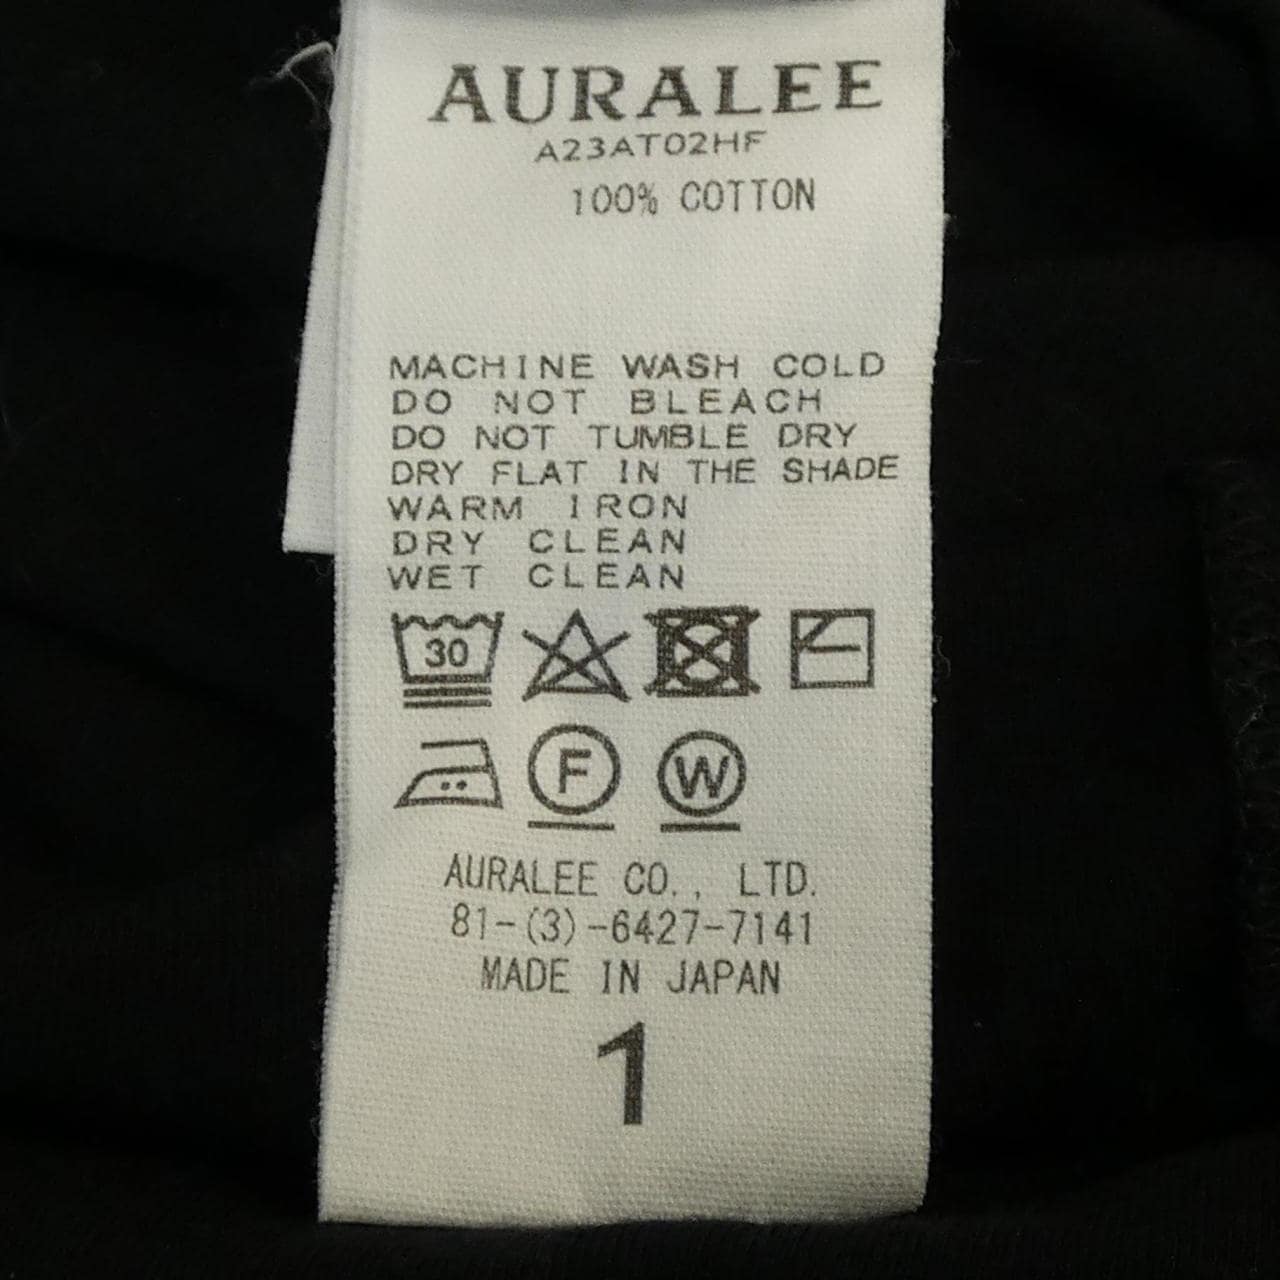 AURALEE
A23AT02HF
100% COTTON
MACHINE WASH COLD
DO NOT BLEACH
DO NOT TUMBLE DRY
DRY FLAT IN THE SHADE
WARM IRON
DRY CLEAN
WET CLEAN
30
F W
AURALEE CO., LTD.
81-(3)-6427-7141
MADE IN JAPAN
1